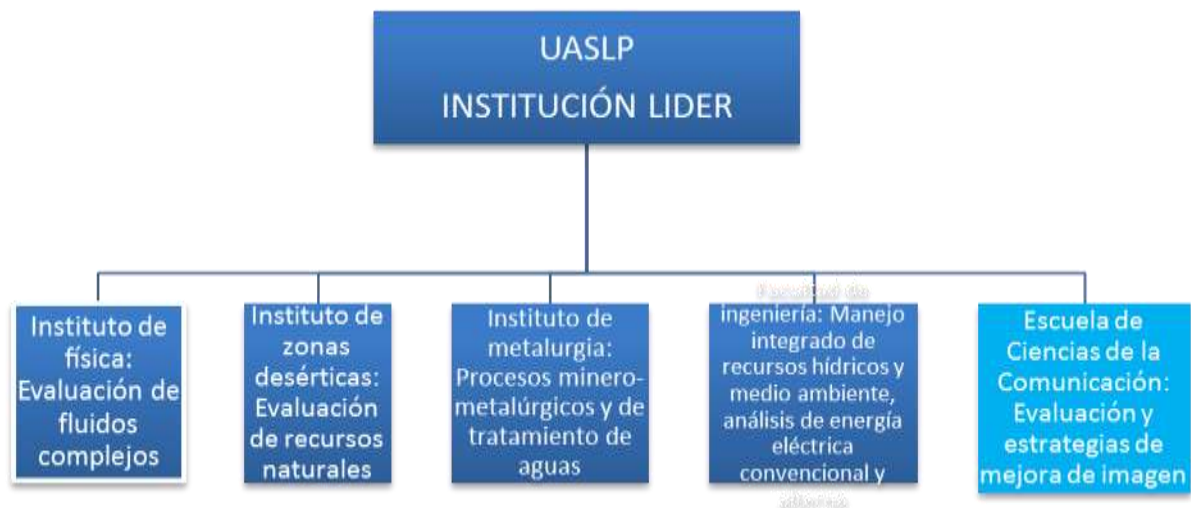 UASLP
INSTITUCIÓN LIDER
Instituto de
física:
Evaluación de
fluidos
complejos
Instituto de
zonas
desérticas:
Evaluación
de recursos
naturales
Instituto de
metalurgia:
Procesos minero-
metalúrgicos y de
tratamiento de
aguas
Facultad de
ingeniería: Manejo
integrado de
recursos hídricos y
medio ambiente,
análisis de energía
eléctrica
convencional y
Escuela de
Ciencias de la
Comunicación:
Evaluación y
estrategias de
mejora de imagen